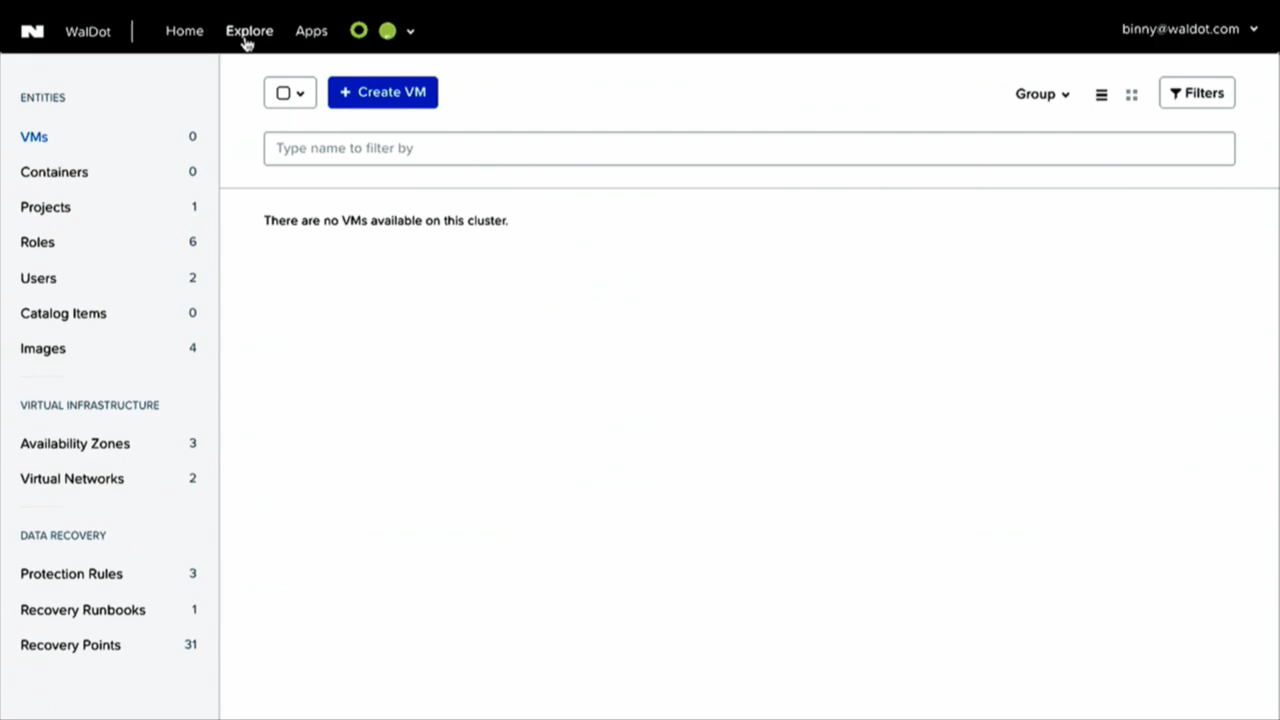 WalDot
Home
Explore
Apps
binny@waldot.com
ENTITIES
VMs 0
Containers 0
Projects 1
Roles 6
Users 2
Catalog Items 0
Images 4
VIRTUAL INFRASTRUCTURE
Availability Zones 3
Virtual Networks 2
DATA RECOVERY
Protection Rules 3
Recovery Runbooks 1
Recovery Points 31
+ Create VM
Group
Filters
Type name to filter by
There are no VMs available on this cluster.